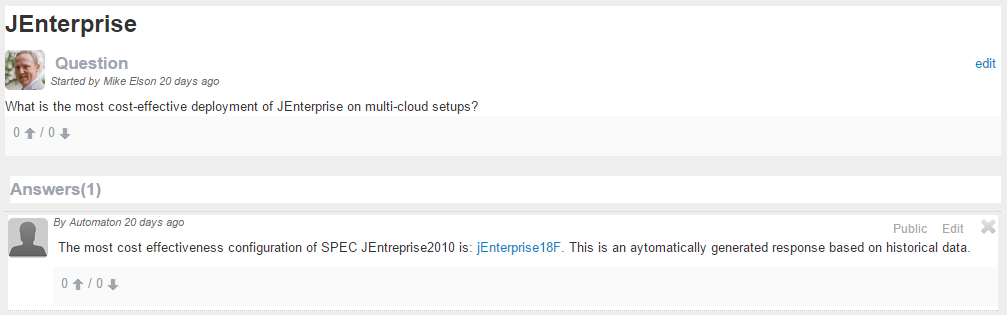 JEnterprise
Question
edit
Started by Mike Elson 20 days ago
What is the most cost-effective deployment of JEnterprise on multi-cloud setups?
0 / 0
Answers(1)
By Automaton 20 days ago
Public Edit
The most cost effectiveness configuration of SPEC JEntreprise2010 is: jEnterprise18F. This is an aytomatically generated response based on historical data.
0 / 0